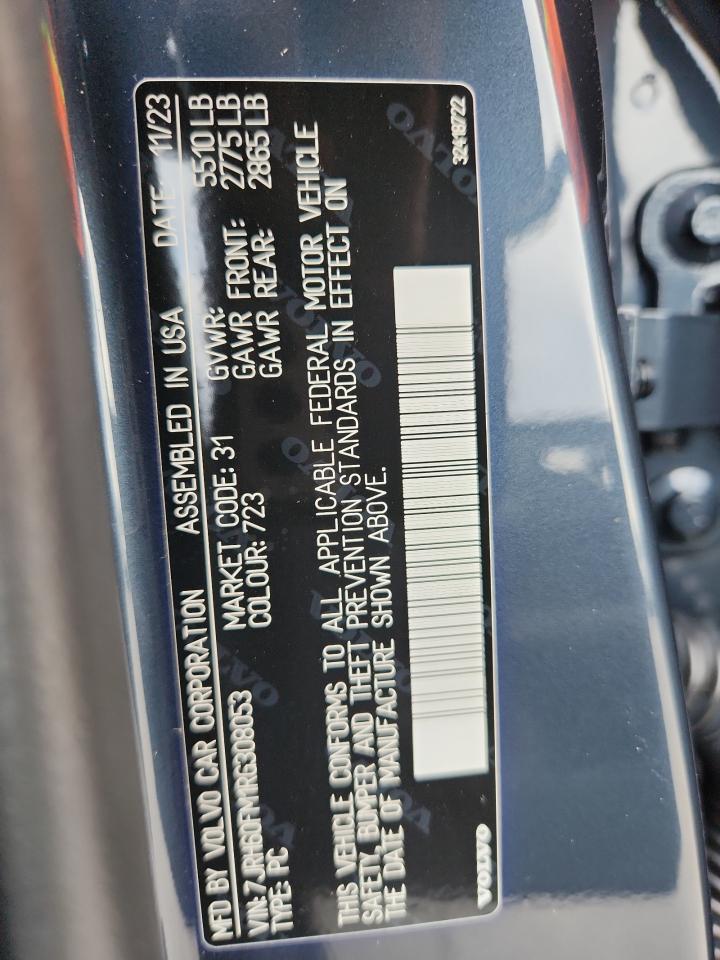 MFD BY VOLVO CAR CORPORATION ASSEMBLED IN USA DATE: 11/23
VIN: 7JRH60FM1RG308053 GVWR: 5510 LB
TYPE: PC MARKET CODE: 31 GAWR FRONT: 2775 LB
COLOUR: 723 GAWR REAR: 2865 LB
THIS VEHICLE CONFORMS TO ALL APPLICABLE FEDERAL MOTOR VEHICLE
SAFETY, BUMPER AND THEFT PREVENTION STANDARDS IN EFFECT ON
THE DATE OF MANUFACTURE SHOWN ABOVE.
VOLVO 32418722